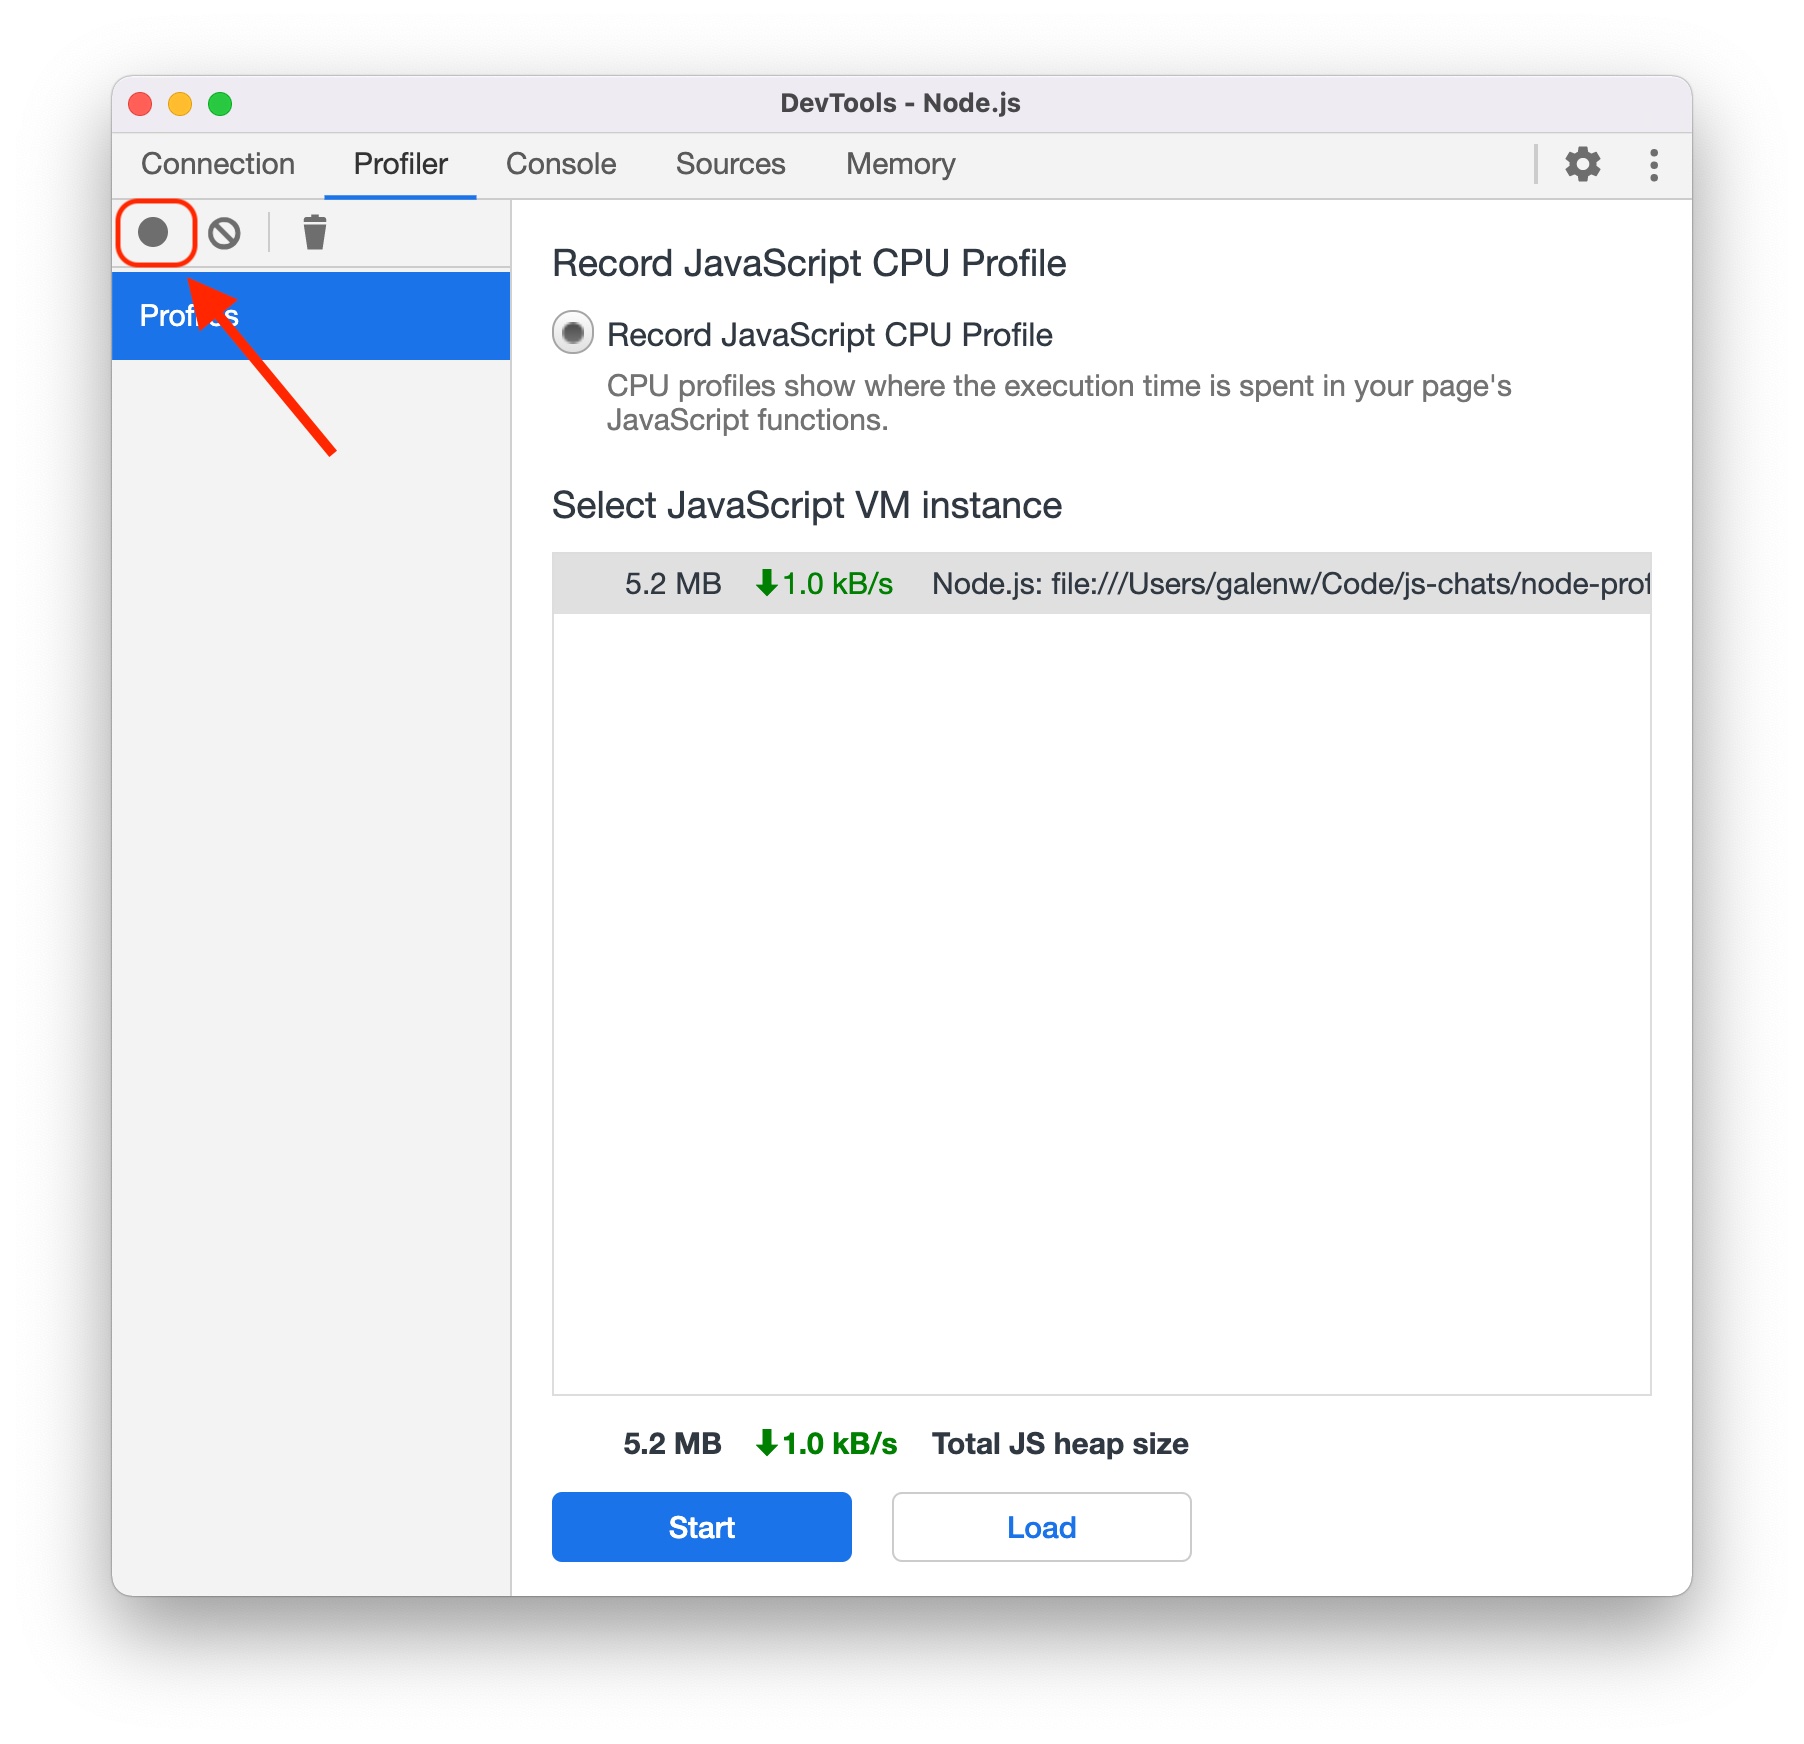 DevTools - Node.js
Connection Profiler Console Sources Memory
Record JavaScript CPU Profile
Profiles
Record JavaScript CPU Profile
CPU profiles show where the execution time is spent in your page's
JavaScript functions.
Select JavaScript VM instance
5.2 MB 1.0 kB/s Node.js: file:///Users/galenw/Code/js-chats/node-prof
5.2 MB 1.0 kB/s Total JS heap size
Start Load